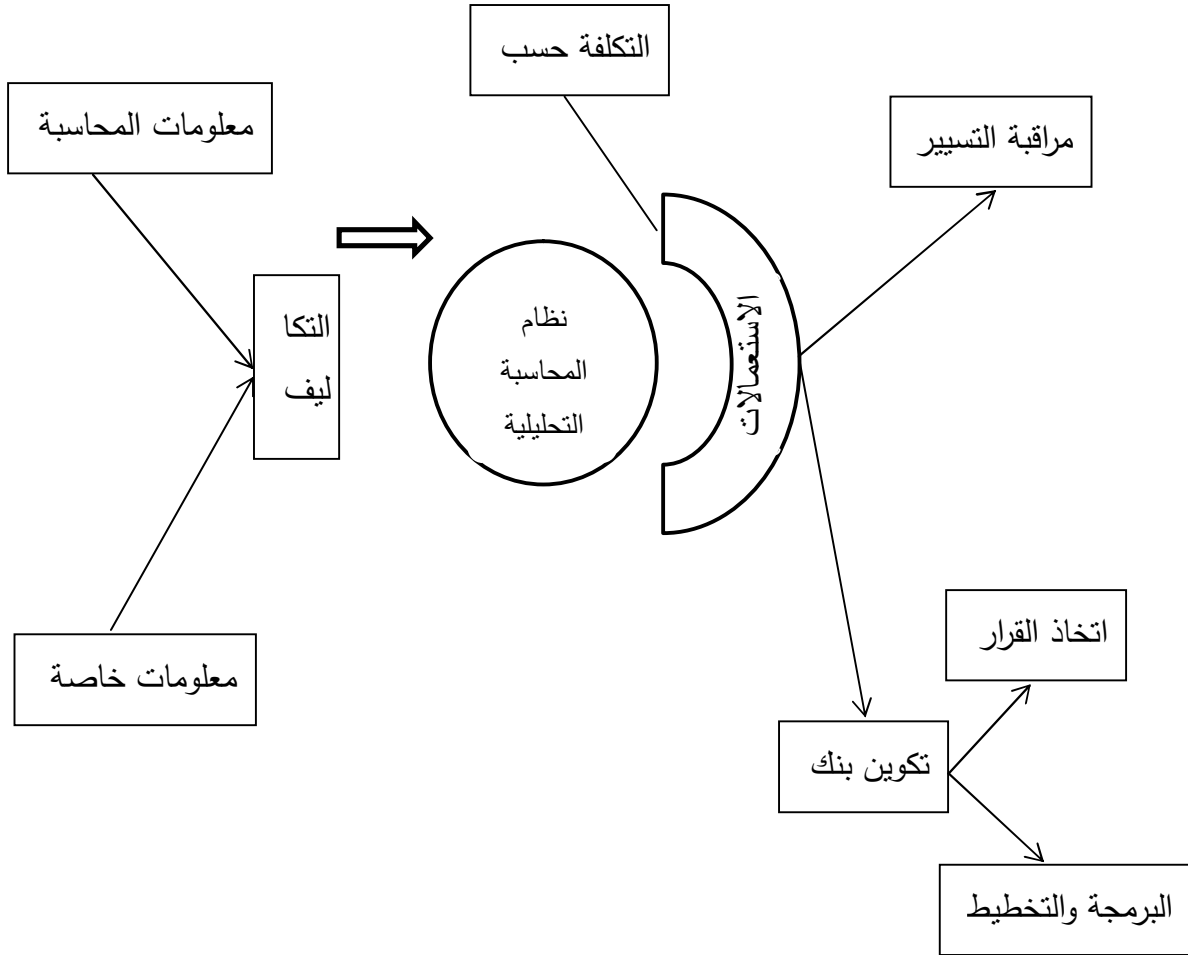 التكلفة حسب
معلومات المحاسبة
مراقبة التسيير
التكا
ليف
نظام
المحاسبة
التحليلية
الاستعمالات
معلومات خاصة
اتخاذ القرار
تكوين بنك
البرمجة والتخطيط